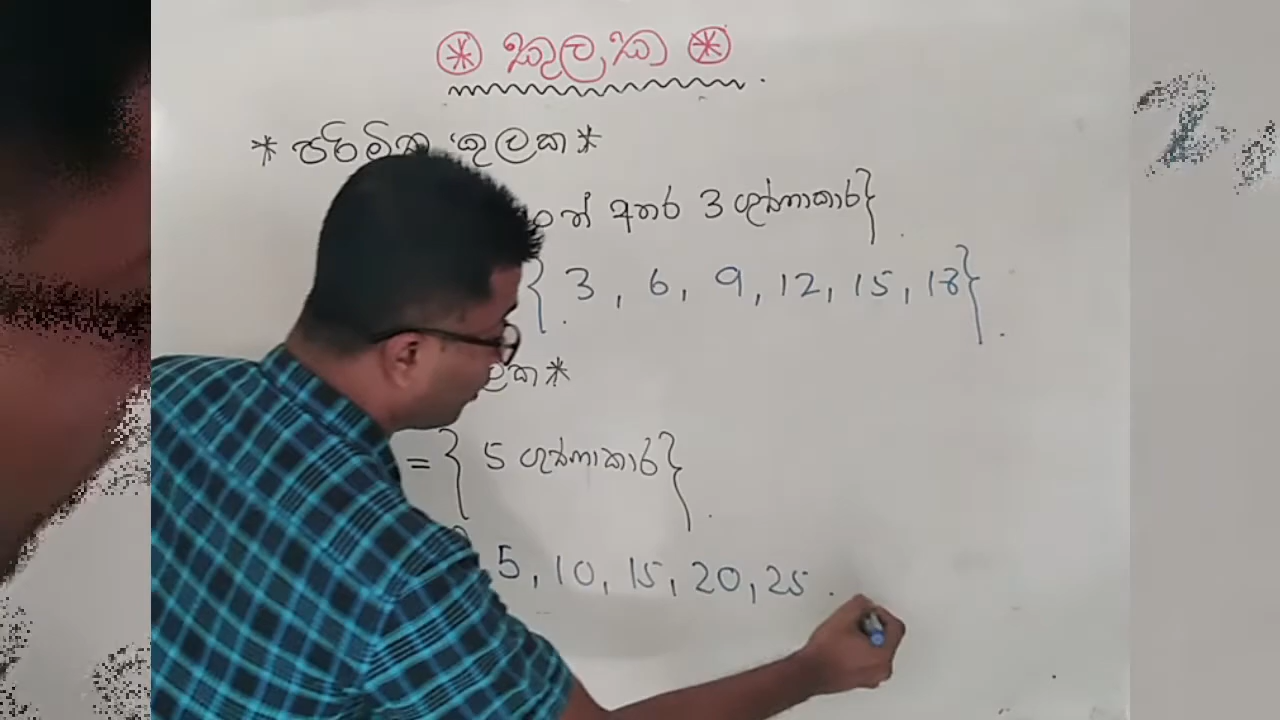 ⊛ කුලක ⊛
* පරිමිත කුලක *
අතර 3 ගුණාකාර}
{ 3 , 6 , 9 , 12 , 15 , 18}
ලක *
= { 5 ගුණාකාර}
5 , 10 , 15 , 20 , 25 .